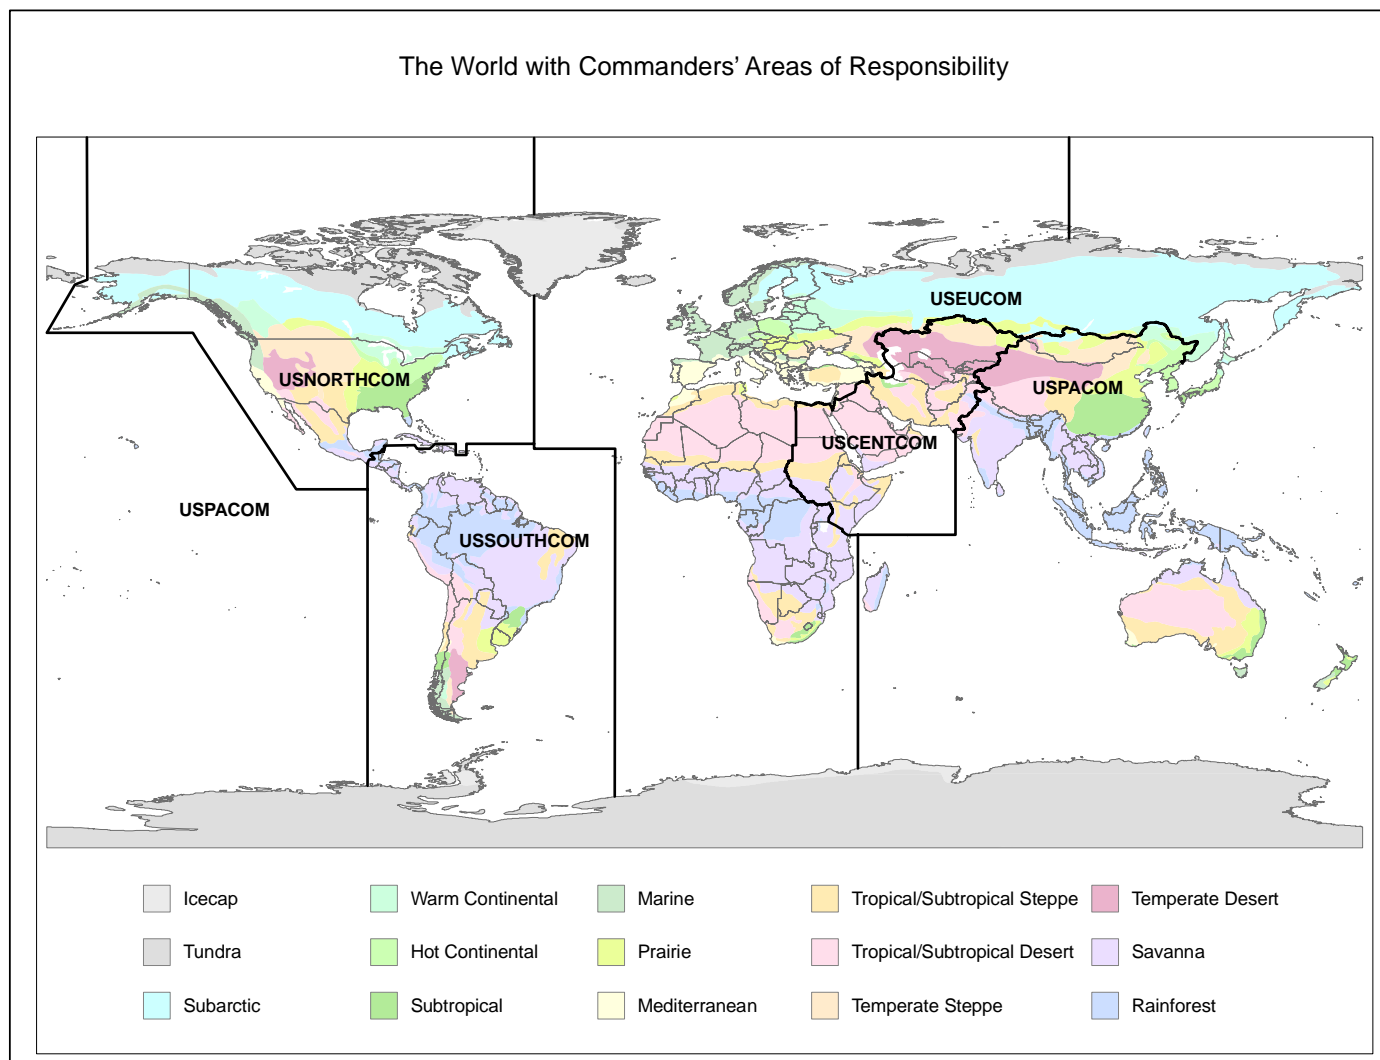 The World with Commanders’ Areas of Responsibility
USEUCOM
USNORTHCOM
USPACOM
USCENTCOM
USPACOM
USSOUTHCOM
Icecap
Warm Continental
Marine
Tropical/Subtropical Steppe
Temperate Desert
Tundra
Hot Continental
Prairie
Tropical/Subtropical Desert
Savanna
Subarctic
Subtropical
Mediterranean
Temperate Steppe
Rainforest